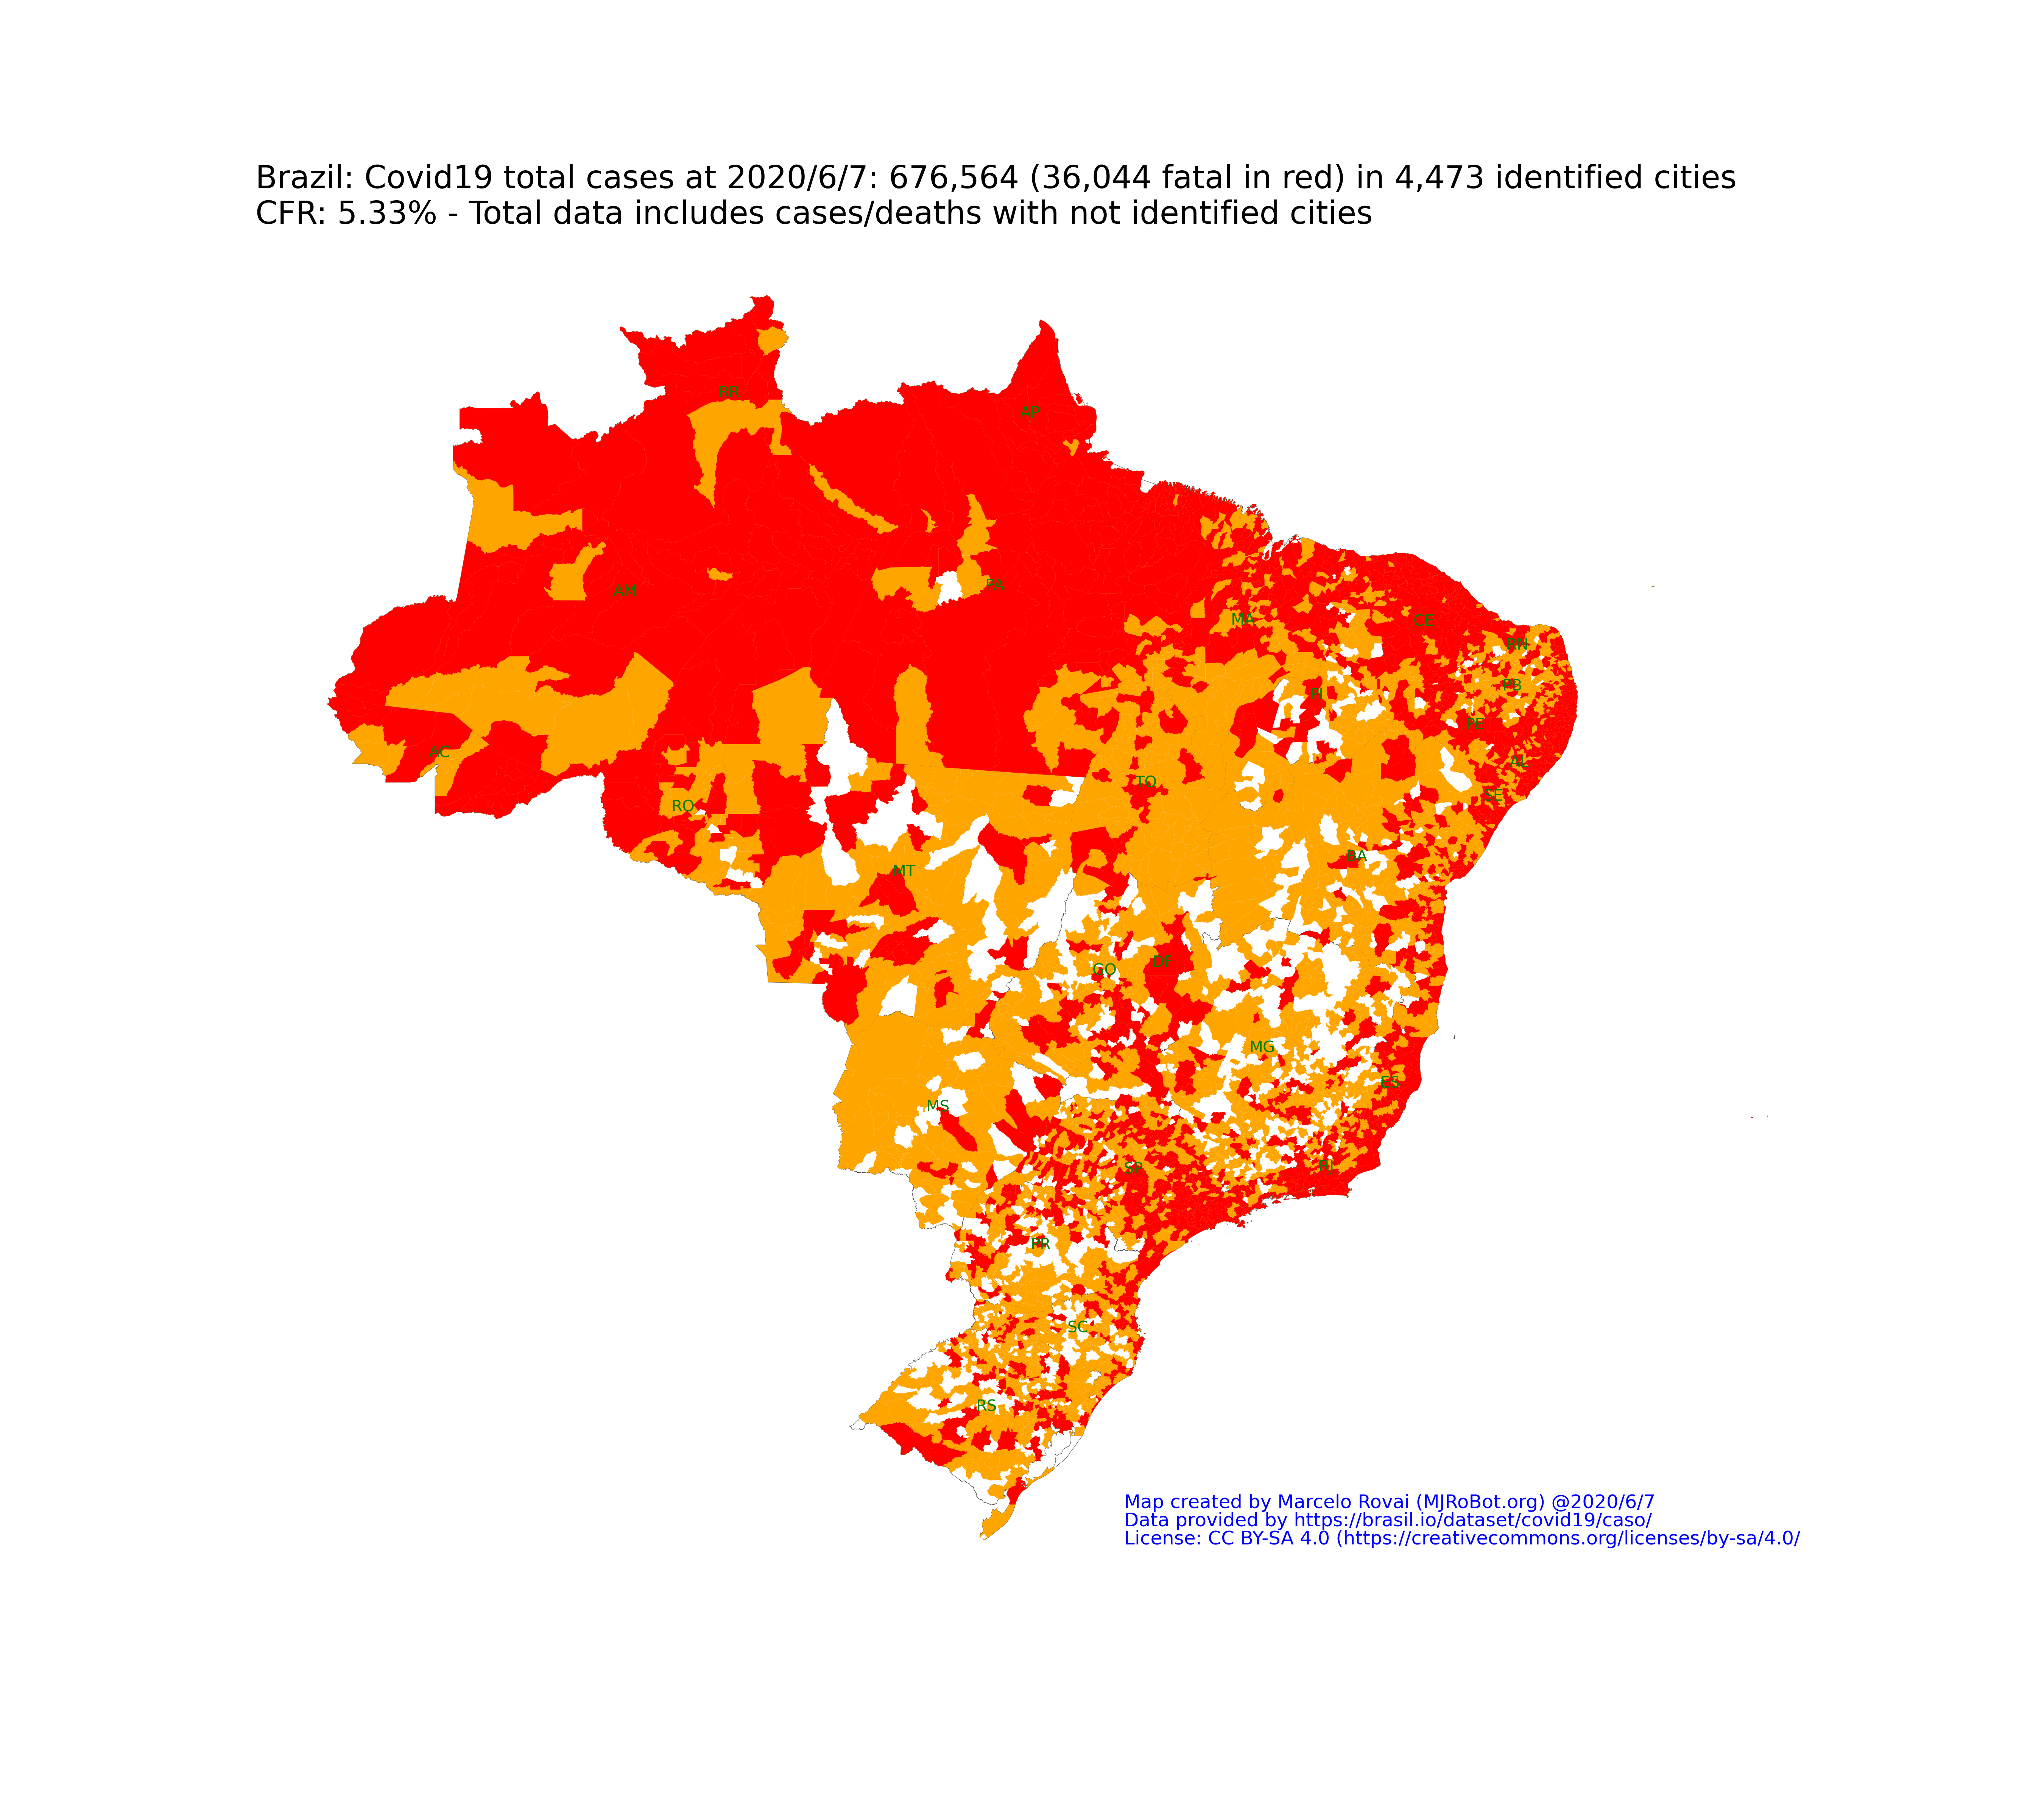 Brazil: Covid19 total cases at 2020/6/7: 676,564 (36,044 fatal in red) in 4,473 identified cities
CFR: 5.33% - Total data includes cases/deaths with not identified cities
RR
AP
AM
PA
MA
CE
RN
PI
PB
PE
AC
AL
TO
SE
RO
BA
MT
DF
GO
MG
ES
MS
RJ
SP
PR
SC
RS
Map created by Marcelo Rovai (MJRoBot.org) @2020/6/7
Data provided by https://brasil.io/dataset/covid19/caso/
License: CC BY-SA 4.0 (https://creativecommons.org/licenses/by-sa/4.0/